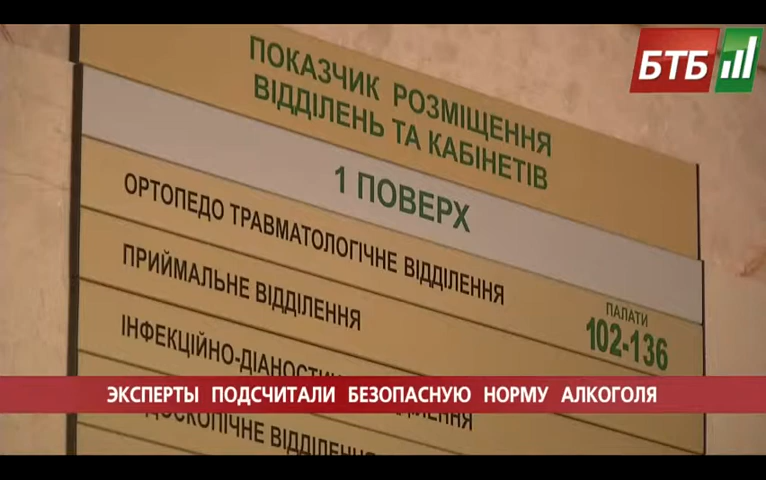 БТБ
ПОКАЗЧИК РОЗМІЩЕННЯ
ВІДДІЛЕНЬ ТА КАБІНЕТІВ
1 ПОВЕРХ
ОРТОПЕДО ТРАВМАТОЛОГІЧНЕ ВІДДІЛЕННЯ
ПАЛАТИ
102-136
ПРИЙМАЛЬНЕ ВІДДІЛЕННЯ
ЭКСПЕРТЫ ПОДСЧИТАЛИ БЕЗОПАСНУЮ НОРМУ АЛКОГОЛЯ